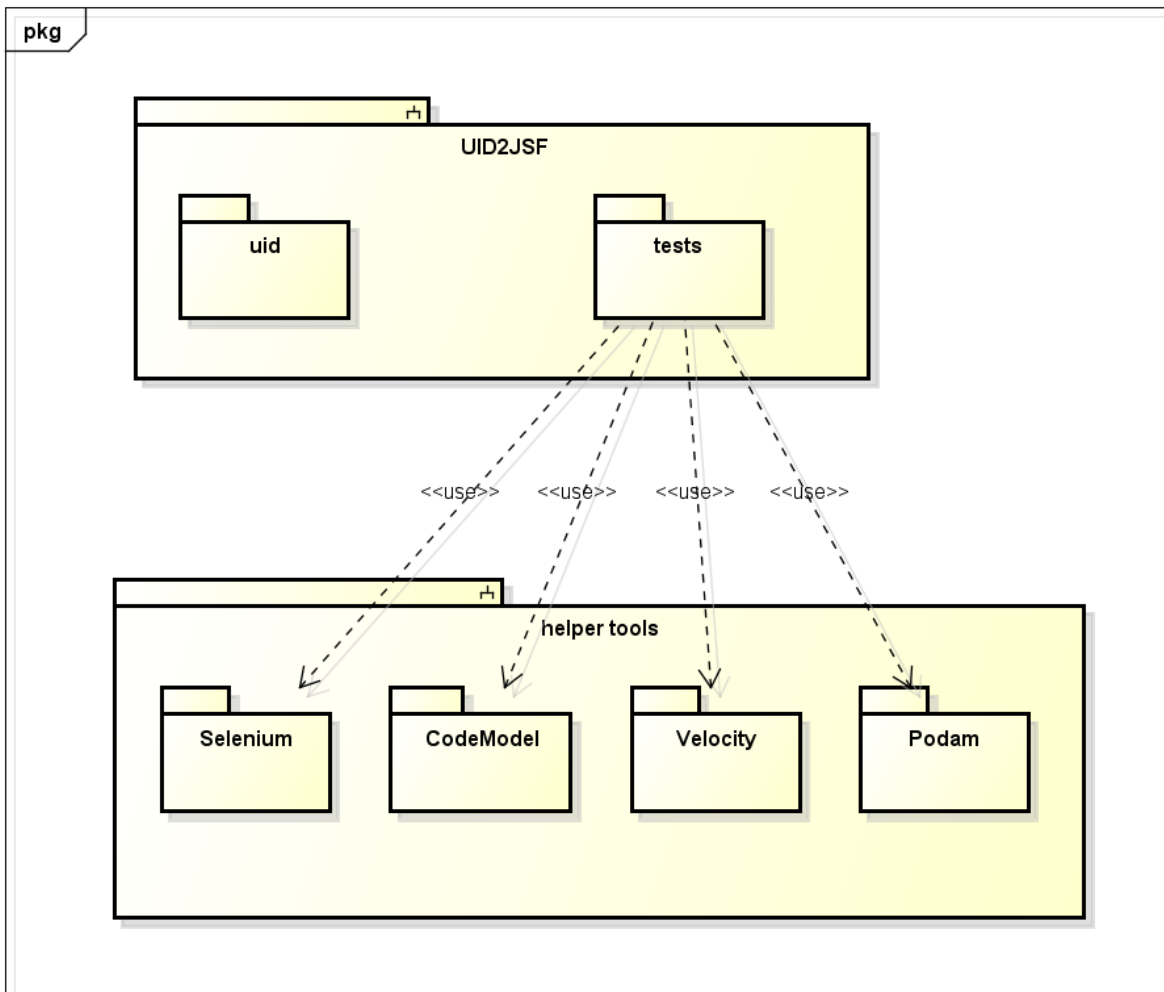 pkg
UID2JSF
uid
tests
<<use>>
<<use>>
<<use>>
<<use>>
helper tools
Selenium
CodeModel
Velocity
Podam